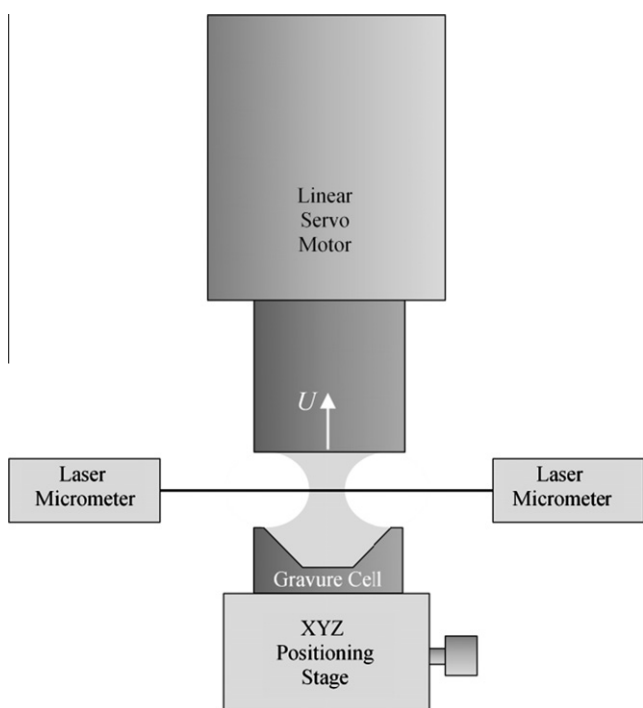 Linear
Servo
Motor
U
Laser
Micrometer
Laser
Micrometer
Gravure Cell
XYZ
Positioning
Stage